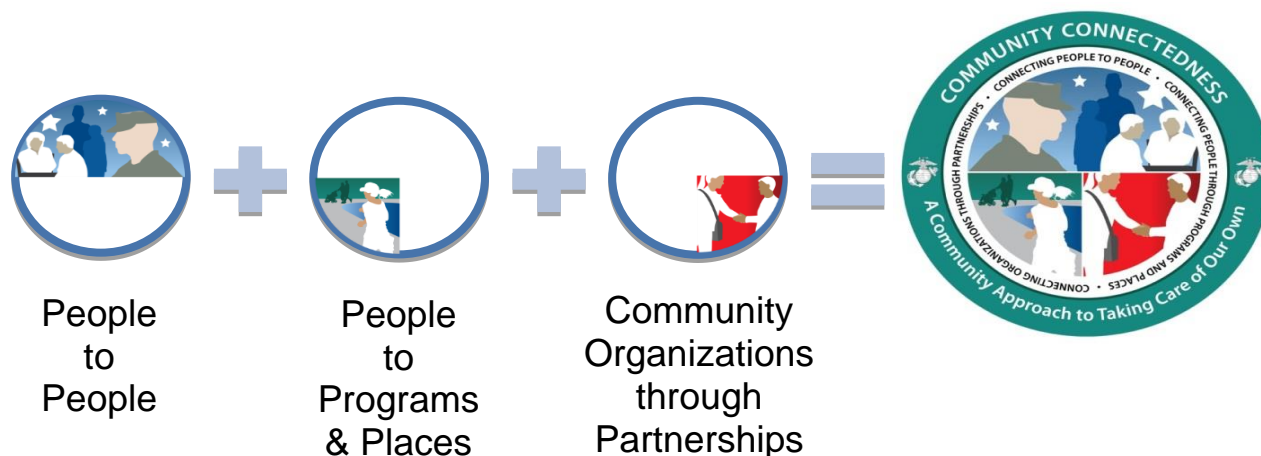 People
to
People
People
to
Programs
& Places
Community
Organizations
through
Partnerships
COMMUNITY CONNECTEDNESS
• CONNECTING PEOPLE TO PEOPLE • CONNECTING PEOPLE THROUGH PROGRAMS AND PLACES • CONNECTING ORGANIZATIONS THROUGH PARTNERSHIPS
A Community Approach to Taking Care of Our Own